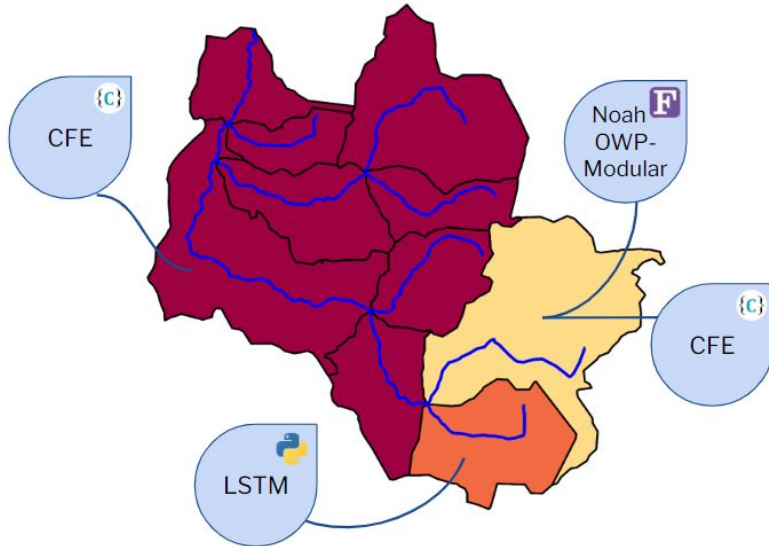 {C}
CFE
F
Noah
OWP-
Modular
{C}
CFE
LSTM